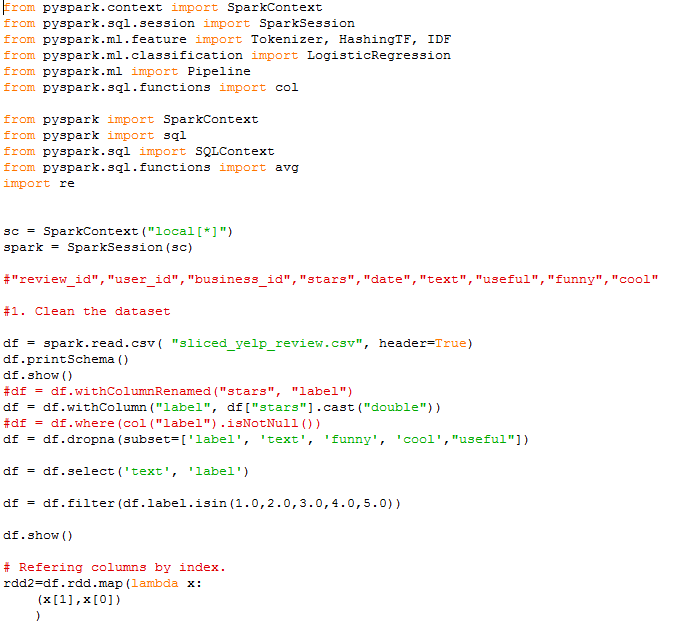 from pyspark.context import SparkContext
from pyspark.sql.session import SparkSession
from pyspark.ml.feature import Tokenizer, HashingTF, IDF
from pyspark.ml.classification import LogisticRegression
from pyspark.ml import Pipeline
from pyspark.sql.functions import col

from pyspark import SparkContext
from pyspark import sql
from pyspark.sql import SQLContext
from pyspark.sql.functions import avg
import re


sc = SparkContext("local[*]")
spark = SparkSession(sc)

#"review_id","user_id","business_id","stars","date","text","useful","funny","cool"

#1. Clean the dataset

df = spark.read.csv( "sliced_yelp_review.csv", header=True)
df.printSchema()
df.show()
#df = df.withColumnRenamed("stars", "label")
df = df.withColumn("label", df["stars"].cast("double"))
#df = df.where(col("label").isNotNull())
df = df.dropna(subset=['label', 'text', 'funny', 'cool',"useful"])

df = df.select('text', 'label')

df = df.filter(df.label.isin(1.0,2.0,3.0,4.0,5.0))

df.show()

# Refering columns by index.
rdd2=df.rdd.map(lambda x:
    (x[1],x[0])
    )